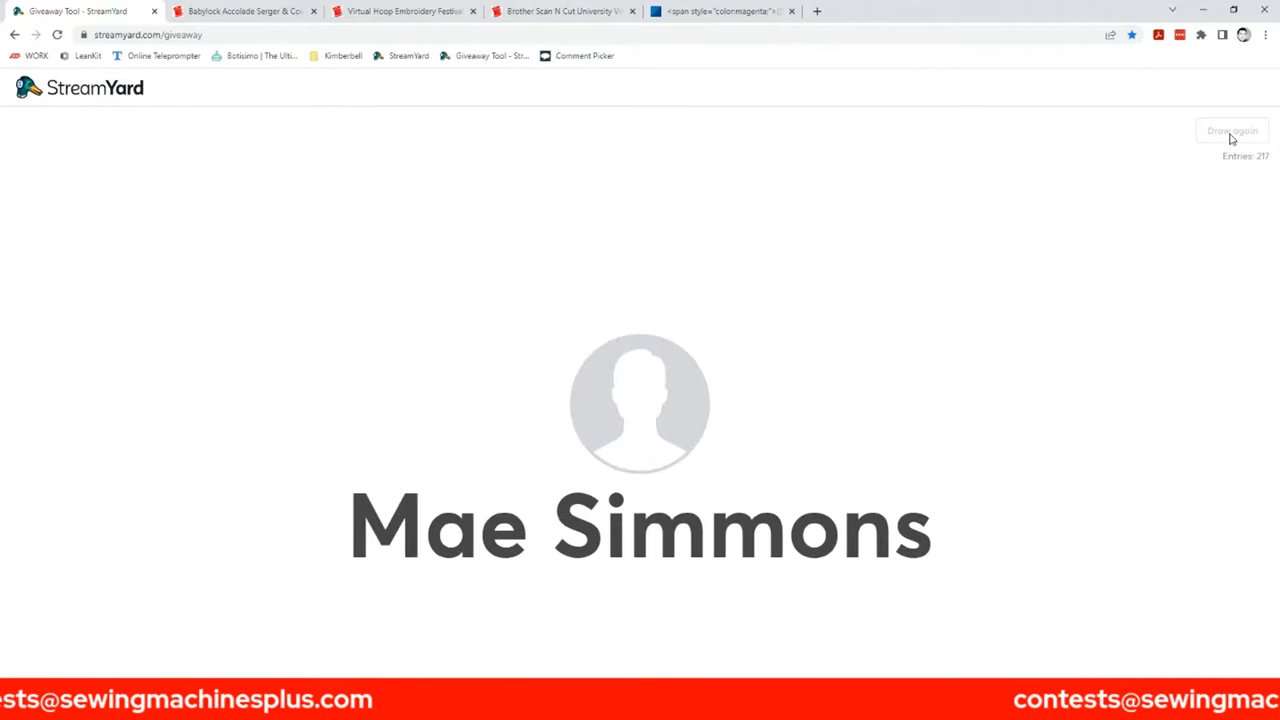 Giveaway Tool - StreamYard
Babylock Accolade Serger & Co
Virtual Hoop Embroidery Festiva
Brother Scan N Cut University Vi
<span style="color:magenta;"> (
streamyard.com/giveaway
WORK
LeanKit
Online Teleprompter
Botisimo | The Ulti...
Kimberbell
StreamYard
Giveaway Tool - Str...
Comment Picker
StreamYard
Draw again
Entries: 217
Mae Simmons
ests@sewingmachinesplus.com contests@sewingmac